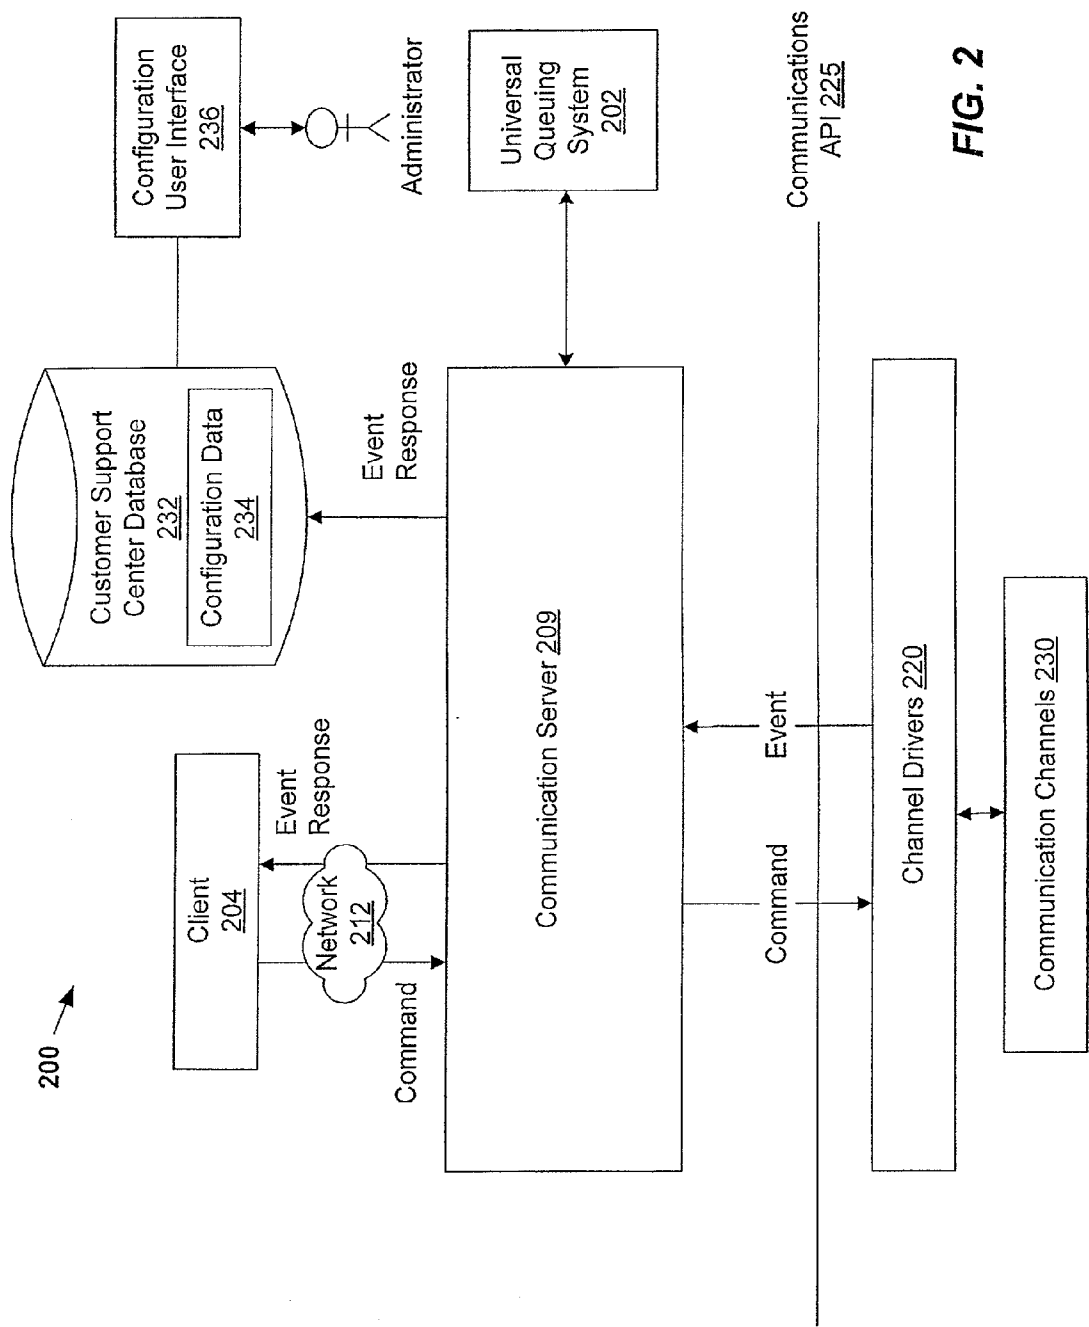 200
Client
204
Event
Response
Network
212
Command
Customer Support
Center Database
232
Configuration Data
234
Event
Response
Configuration
User Interface
236
Administrator
Communication Server 209
Universal
Queuing
System
202
Command
Event
Communications
API 225
Channel Drivers 220
Communication Channels 230
FIG. 2